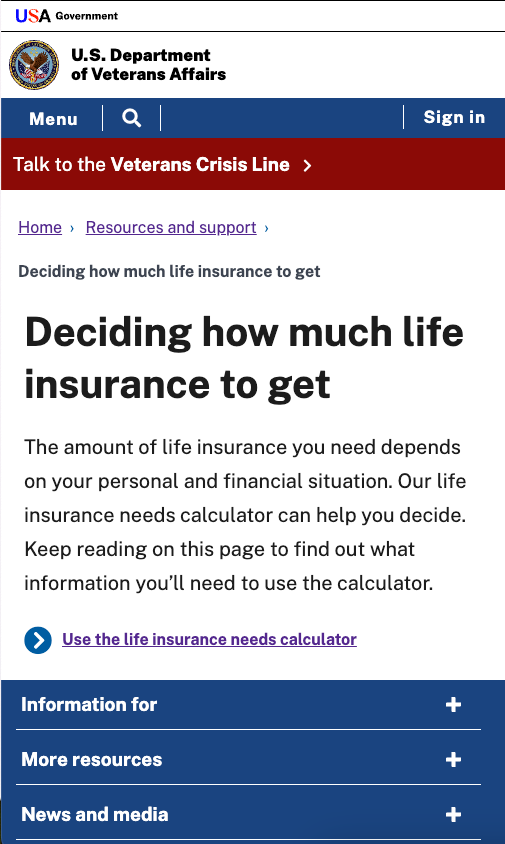 USA Government
U.S. Department
of Veterans Affairs
Menu
Sign in
Talk to the Veterans Crisis Line
Home › Resources and support ›
Deciding how much life insurance to get
Deciding how much life
insurance to get
The amount of life insurance you need depends
on your personal and financial situation. Our life
insurance needs calculator can help you decide.
Keep reading on this page to find out what
information you’ll need to use the calculator.
Use the life insurance needs calculator
Information for +
More resources +
News and media +